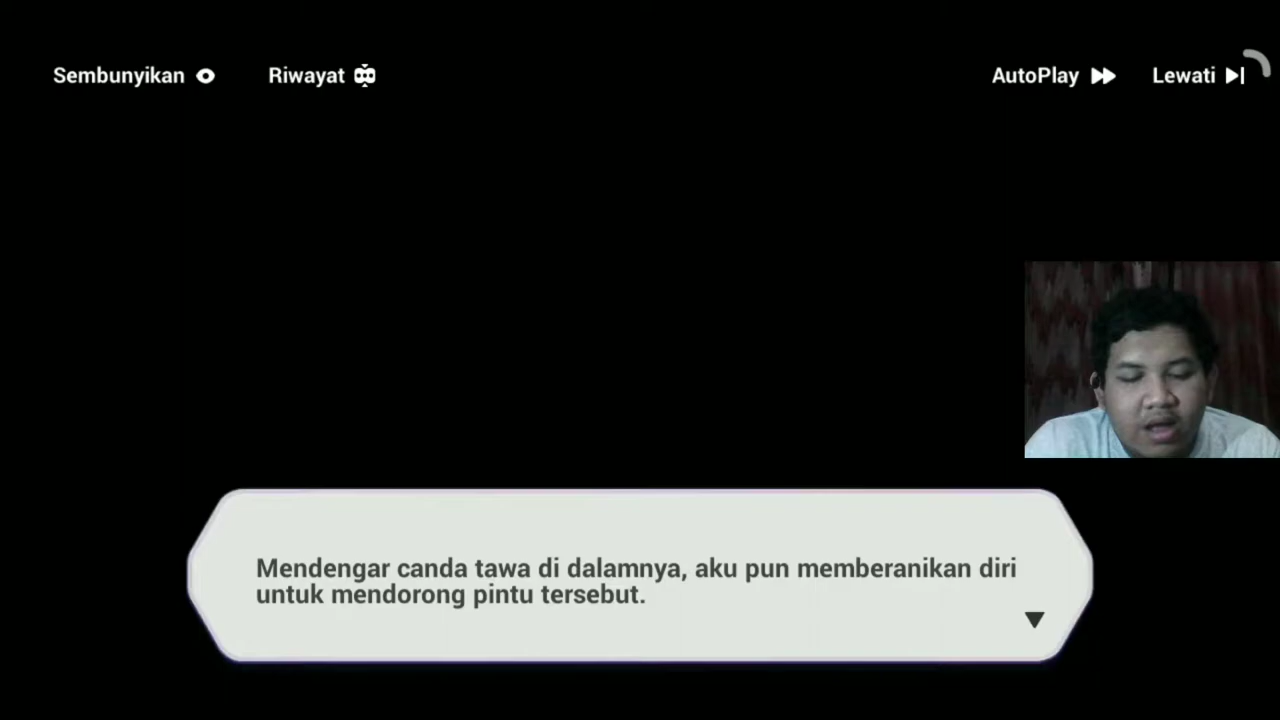 Sembunyikan
Riwayat
AutoPlay
Lewati
Mendengar canda tawa di dalamnya, aku pun memberanikan diri
untuk mendorong pintu tersebut.